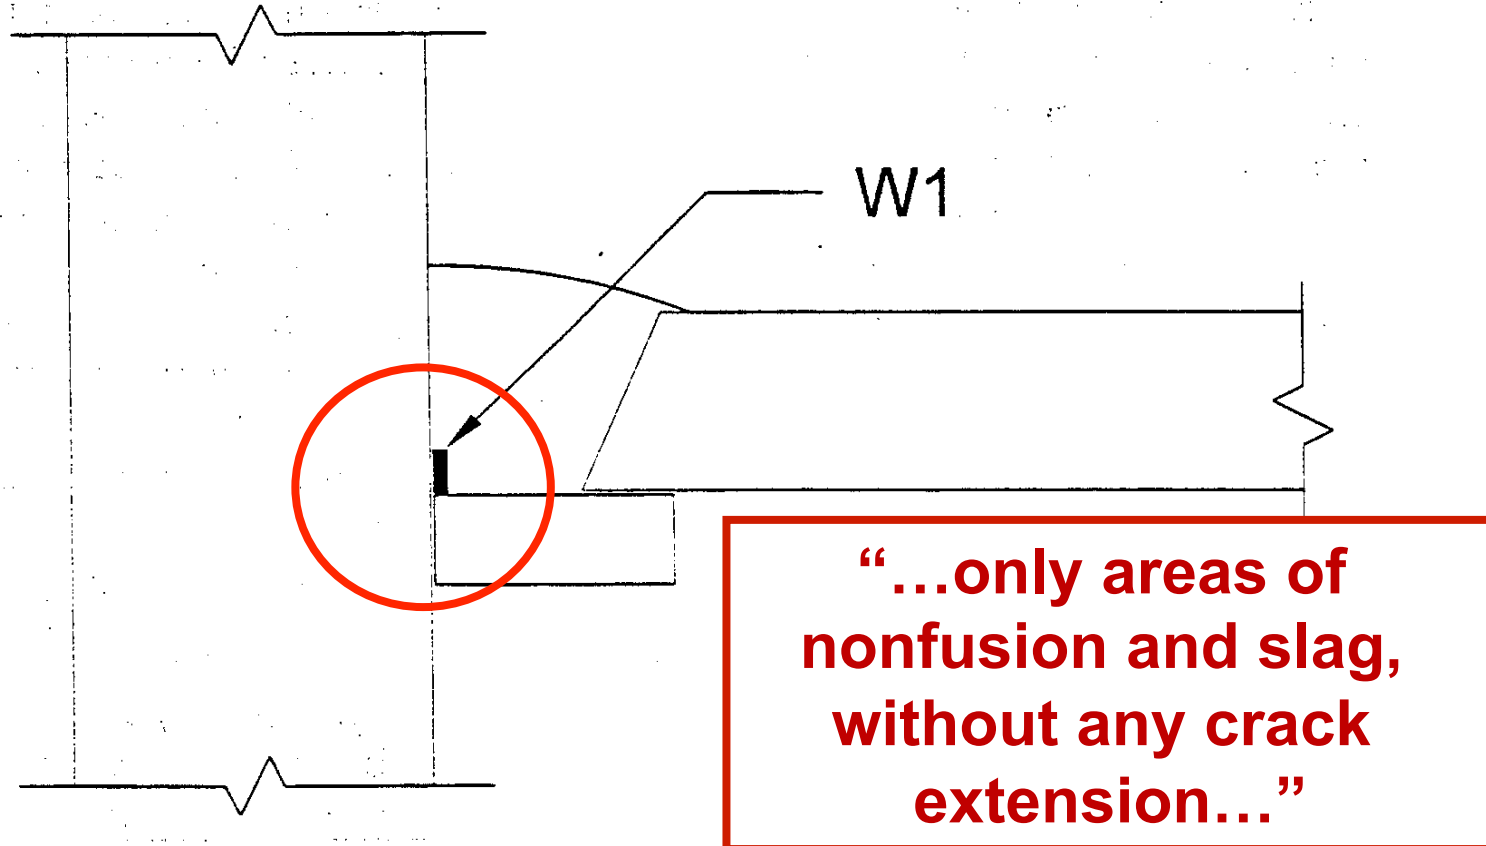 W1
“…only areas of
nonfusion and slag,
without any crack
extension…”